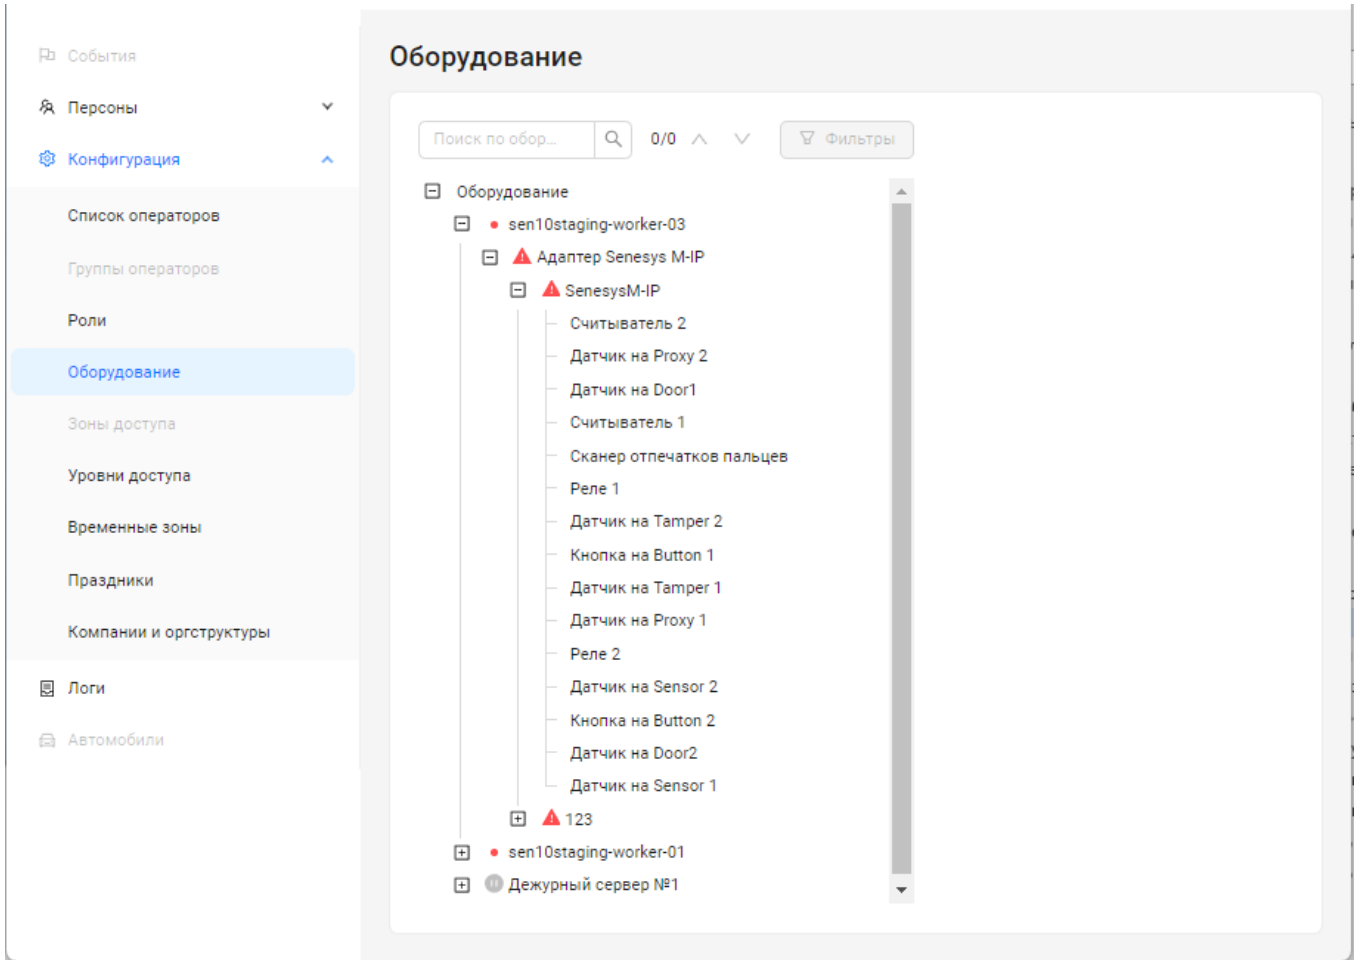 События
Персоны
Конфигурация
Список операторов
Группы операторов
Роли
Оборудование
Зоны доступа
Уровни доступа
Временные зоны
Праздники
Компании и оргструктуры
Логи
Автомобили
Оборудование
Поиск по обор...
0/0
Фильтры
Оборудование
sen10staging-worker-03
Адаптер Senesys M-IP
SenesysM-IP
Считыватель 2
Датчик на Proxy 2
Датчик на Door1
Считыватель 1
Сканер отпечатков пальцев
Реле 1
Датчик на Tamper 2
Кнопка на Button 1
Датчик на Tamper 1
Датчик на Proxy 1
Реле 2
Датчик на Sensor 2
Кнопка на Button 2
Датчик на Door2
Датчик на Sensor 1
123
sen10staging-worker-01
Дежурный сервер №1